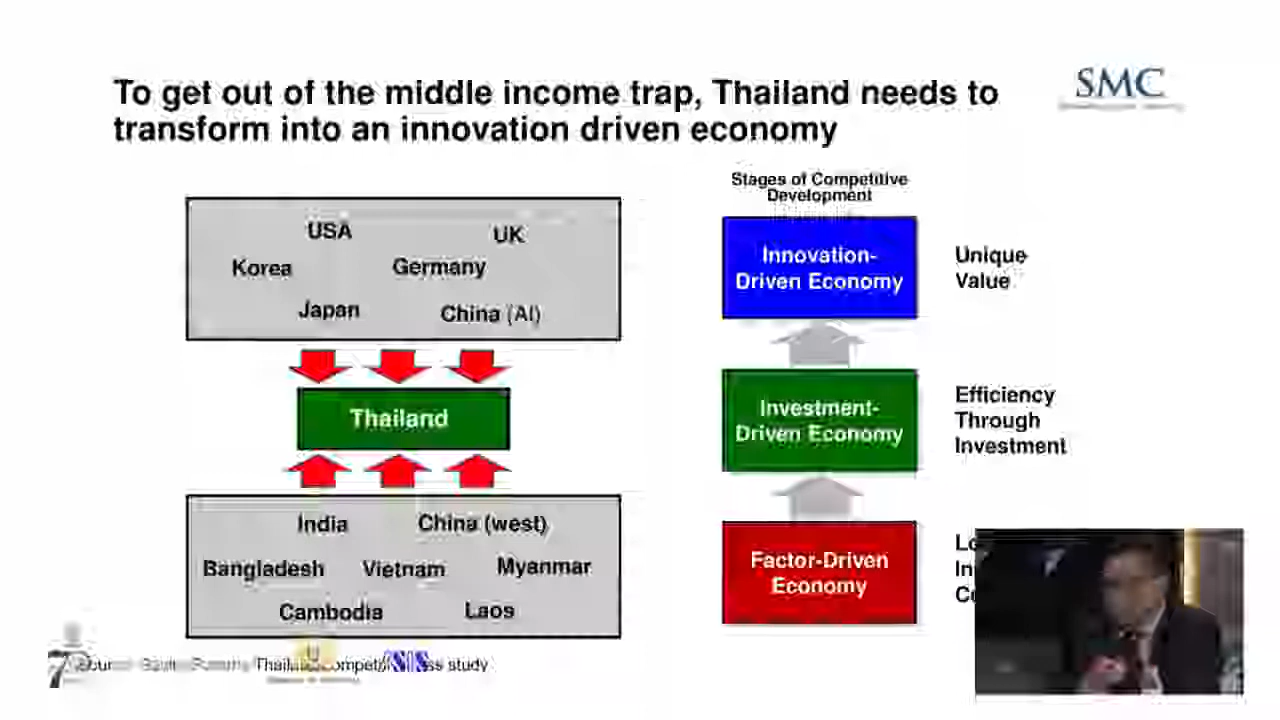 To get out of the middle income trap, Thailand needs to
transform into an innovation driven economy
SMC
USA
UK
Korea
Germany
Japan
China (AI)
Thailand
India
China (west)
Bangladesh
Vietnam
Myanmar
Cambodia
Laos
Stages of Competitive
Development
Innovation-
Driven Economy
Unique
Value
Investment-
Driven Economy
Efficiency
Through
Investment
Factor-Driven
Economy
7
ISIS
study